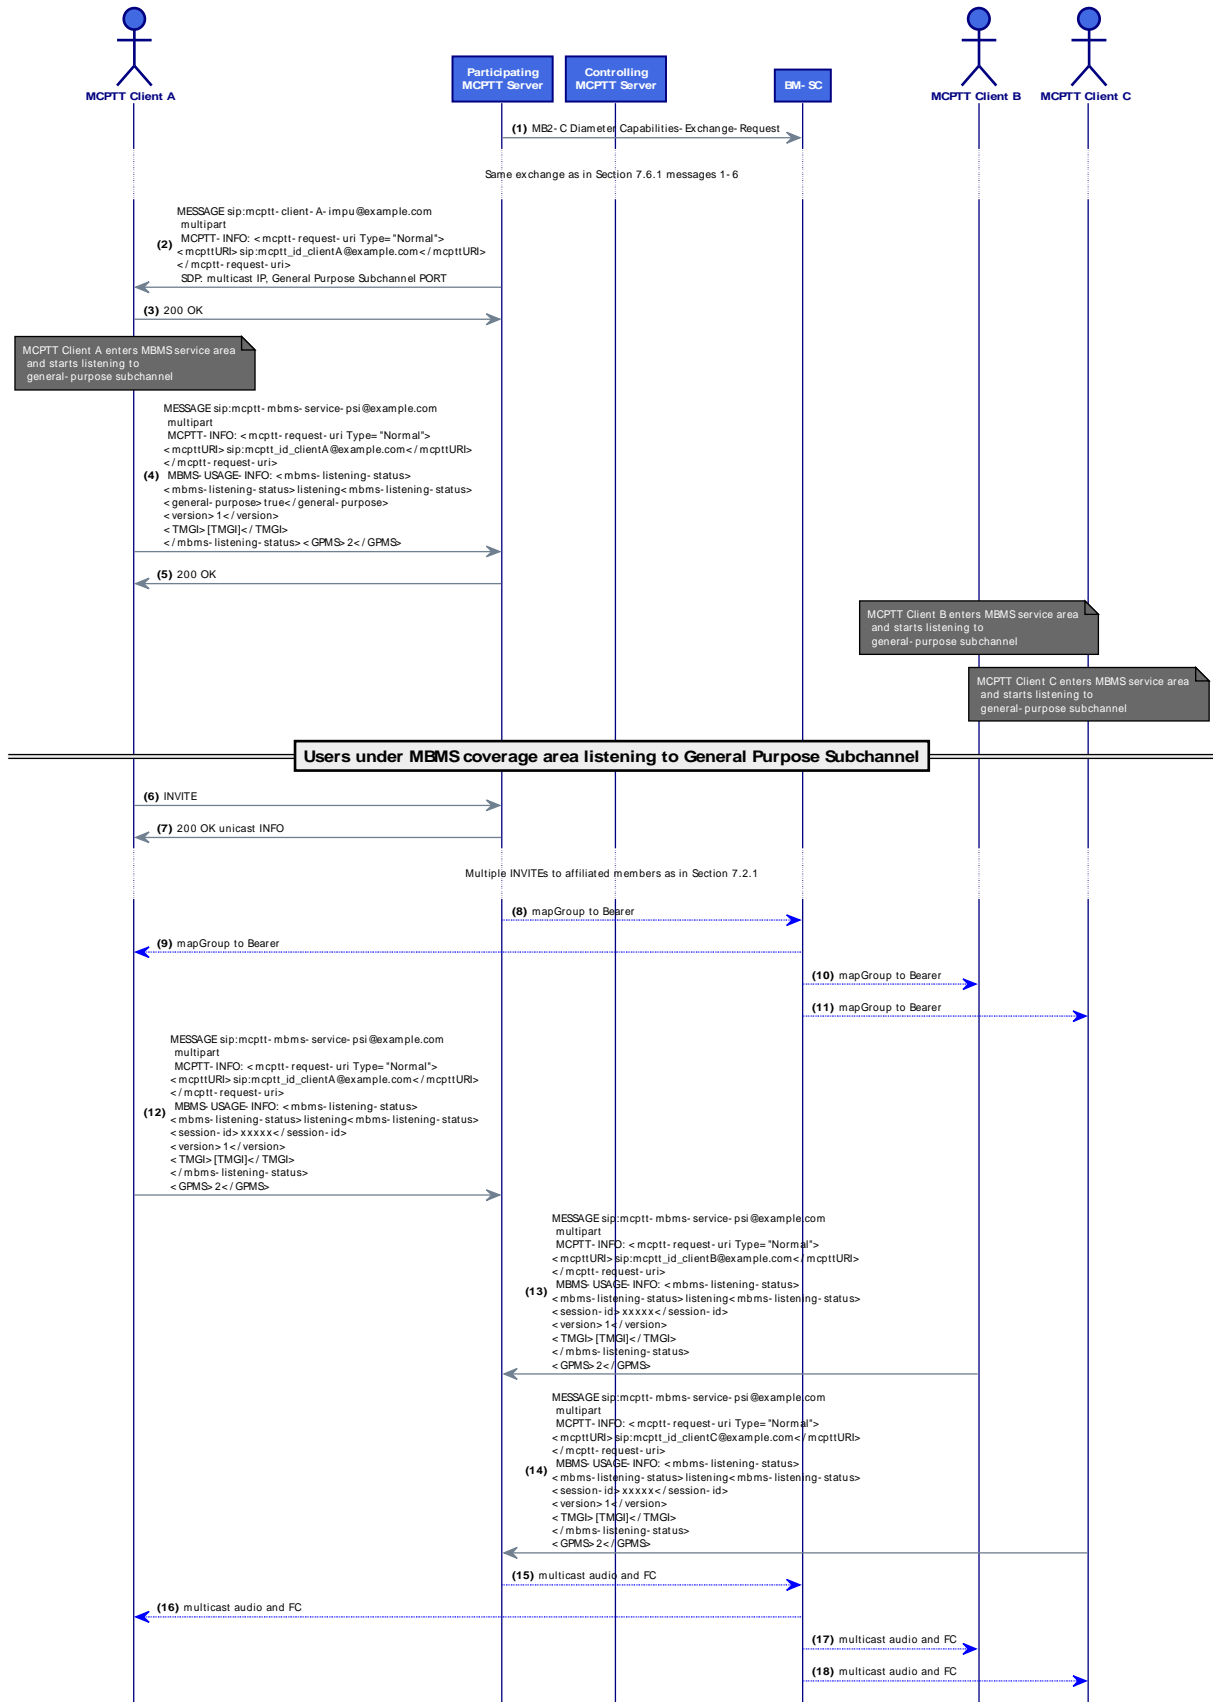 MCPTT Client A
Participating
MCPTT Server
Controlling
MCPTT Server
BM-SC
MCPTT Client B
MCPTT Client C
(1) MB2-C Diameter Capabilities-Exchange-Request
Same exchange as in Section 7.6.1 messages 1-6
MESSAGE sip:mcptt-client-A-impu@example.com
multipart
MCPTT-INFO: <mcptt-request-uri Type="Normal">
(2)
<mcpttURI>sip:mcptt_id_clientA@example.com</mcpttURI>
</mcptt-request-uri>
SDP: multicast IP, General Purpose Subchannel PORT
(3) 200 OK
MCPTT Client A enters MBMS service area
and starts listening to
general-purpose subchannel
MESSAGE sip:mcptt-mbms-service-psi@example.com
multipart
MCPTT-INFO: <mcptt-request-uri Type="Normal">
<mcpttURI>sip:mcptt_id_clientA@example.com</mcpttURI>
</mcptt-request-uri>
(4) MBMS-USAGE-INFO: <mbms-listening-status>
<mbms-listening-status>listening<mbms-listening-status>
<general-purpose>true</general-purpose>
<version>1</version>
<TMGI>[TMGI]</TMGI>
</mbms-listening-status><GPMS>2</GPMS>
(5) 200 OK
MCPTT Client B enters MBMS service area
and starts listening to
general-purpose subchannel
MCPTT Client C enters MBMS service area
and starts listening to
general-purpose subchannel
Users under MBMS coverage area listening to General Purpose Subchannel
(6) INVITE
(7) 200 OK unicast INFO
Multiple INVITEs to affiliated members as in Section 7.2.1
(8) mapGroup to Bearer
(9) mapGroup to Bearer
(10) mapGroup to Bearer
(11) mapGroup to Bearer
MESSAGE sip:mcptt-mbms-service-psi@example.com
multipart
MCPTT-INFO: <mcptt-request-uri Type="Normal">
<mcpttURI>sip:mcptt_id_clientA@example.com</mcpttURI>
</mcptt-request-uri>
(12) MBMS-USAGE-INFO: <mbms-listening-status>
<mbms-listening-status>listening<mbms-listening-status>
<session-id>xxxxx</session-id>
<version>1</version>
<TMGI>[TMGI]</TMGI>
</mbms-listening-status>
<GPMS>2</GPMS>
MESSAGE sip:mcptt-mbms-service-psi@example.com
multipart
MCPTT-INFO: <mcptt-request-uri Type="Normal">
<mcpttURI>sip:mcptt_id_clientB@example.com</mcpttURI>
</mcptt-request-uri>
(13) MBMS-USAGE-INFO: <mbms-listening-status>
<mbms-listening-status>listening<mbms-listening-status>
<session-id>xxxxx</session-id>
<version>1</version>
<TMGI>[TMGI]</TMGI>
</mbms-listening-status>
<GPMS>2</GPMS>
MESSAGE sip:mcptt-mbms-service-psi@example.com
multipart
MCPTT-INFO: <mcptt-request-uri Type="Normal">
<mcpttURI>sip:mcptt_id_clientC@example.com</mcpttURI>
</mcptt-request-uri>
(14) MBMS-USAGE-INFO: <mbms-listening-status>
<mbms-listening-status>listening<mbms-listening-status>
<session-id>xxxxx</session-id>
<version>1</version>
<TMGI>[TMGI]</TMGI>
</mbms-listening-status>
<GPMS>2</GPMS>
(15) multicast audio and FC
(16) multicast audio and FC
(17) multicast audio and FC
(18) multicast audio and FC